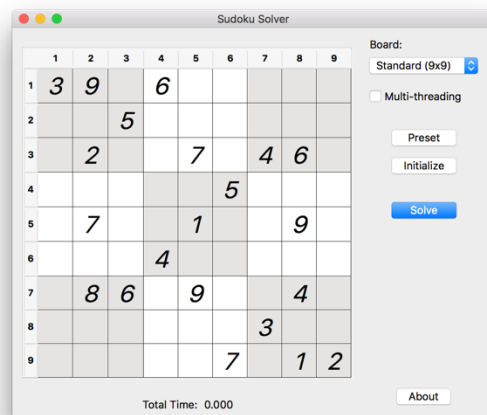 Sudoku Solver
Board:
1 2 3 4 5 6 7 8 9
Standard (9x9)
1 3 9 6
Multi-threading
2 5
3 2 7 4 6
Preset
Initialize
4 5
5 7 1 9
Solve
6 4
7 8 6 9 4
8 3
9 7 1 2
Total Time: 0.000
About